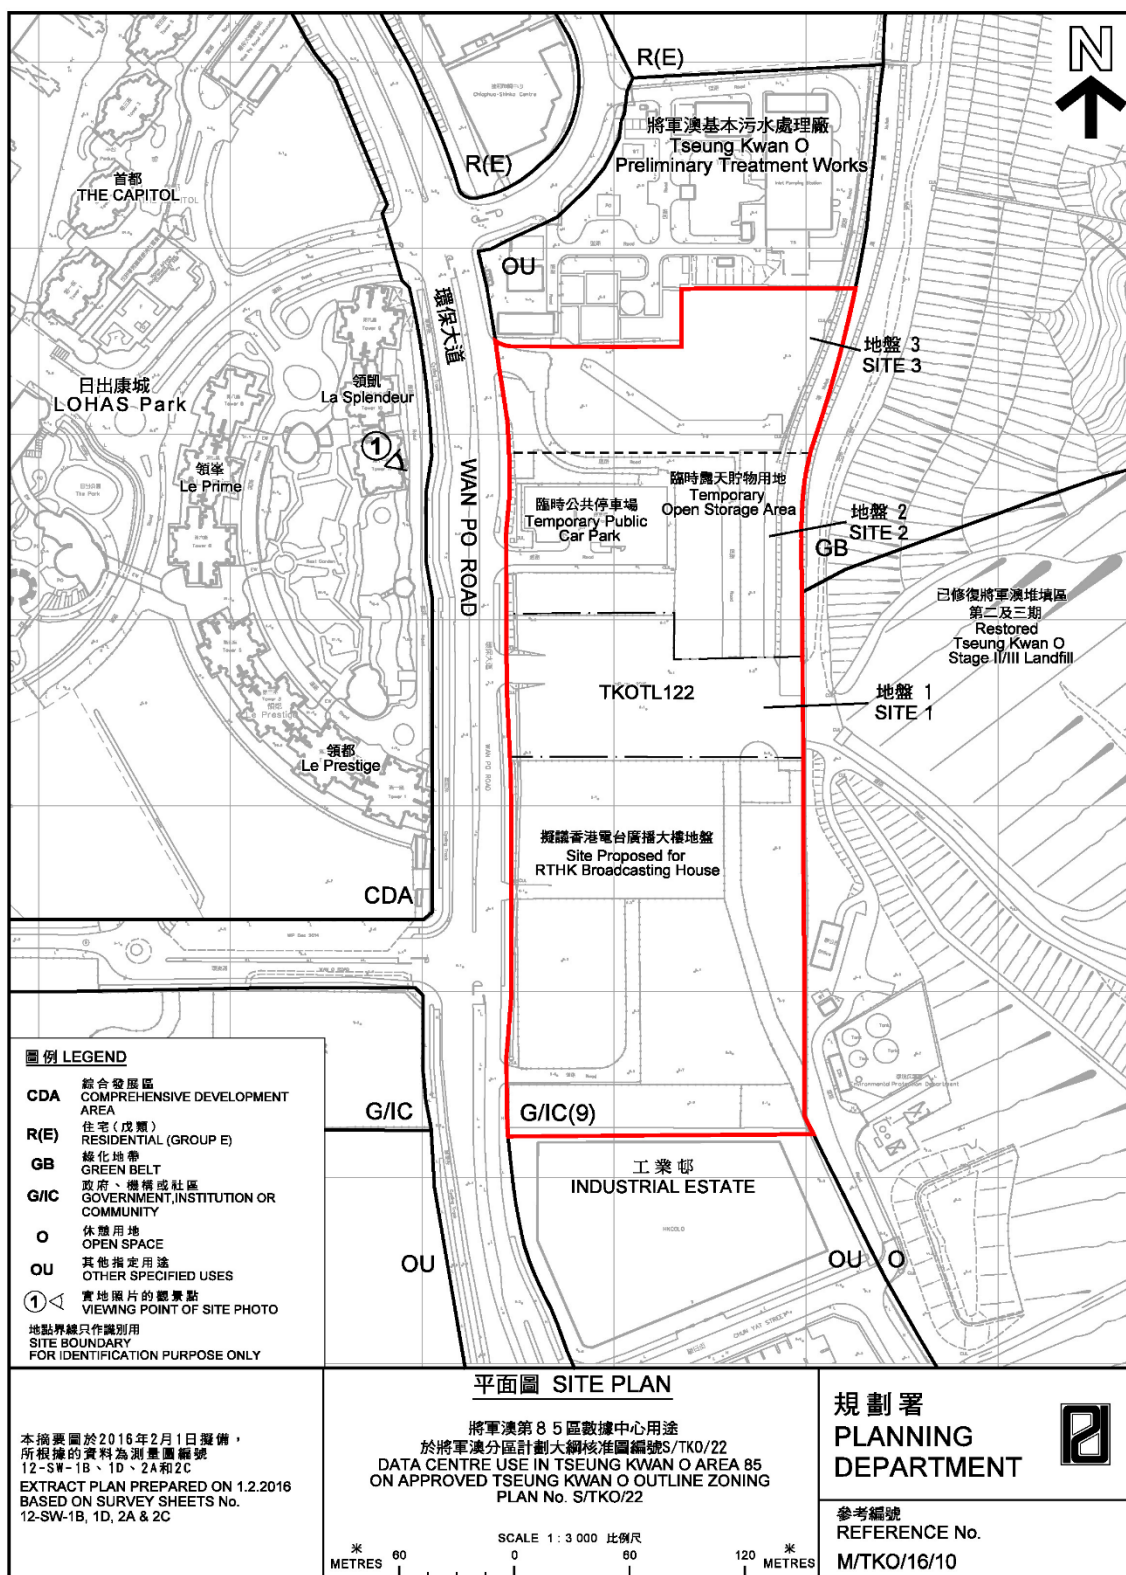 R(E)
N
將軍澳基本污水處理廠
Tseung Kwan O
Preliminary Treatment Works
R(E)
首都
THE CAPITOL
OU
環保大道
地盤 3
SITE 3
日出康城
LOHAS Park
領凱
La Splendeur
1
領峯
Le Prime
WAN PO ROAD
臨時露天貯物用地
Temporary
Open Storage Area
臨時公共停車場
Temporary Public
Car Park
地盤 2
SITE 2
GB
已修復將軍澳堆填區
第二及三期
Restored
Tseung Kwan O
Stage II/III Landfill
TKOTL122
地盤 1
SITE 1
領都
Le Prestige
擬議香港電台廣播大樓地盤
Site Proposed for
RTHK Broadcasting House
CDA
G/IC
G/IC(9)
工業邨
INDUSTRIAL ESTATE
CHUN YAT STREET
OU
OU
O
圖例 LEGEND
CDA 綜合發展區
COMPREHENSIVE DEVELOPMENT
AREA
R(E) 住宅(戊類)
RESIDENTIAL (GROUP E)
GB 綠化地帶
GREEN BELT
G/IC 政府、機構或社區
GOVERNMENT,INSTITUTION OR
COMMUNITY
O 休憩用地
OPEN SPACE
OU 其他指定用途
OTHER SPECIFIED USES
1 實地照片的觀景點
VIEWING POINT OF SITE PHOTO
地點界線只作識別用
SITE BOUNDARY
FOR IDENTIFICATION PURPOSE ONLY
本摘要圖於2016年2月1日擬備，
所根據的資料為測量圖編號
12-SW-1B、1D、2A和2C
EXTRACT PLAN PREPARED ON 1.2.2016
BASED ON SURVEY SHEETS No.
12-SW-1B, 1D, 2A & 2C
平面圖 SITE PLAN
將軍澳第８５區數據中心用途
於將軍澳分區計劃大綱核准圖編號S/TKO/22
DATA CENTRE USE IN TSEUNG KWAN O AREA 85
ON APPROVED TSEUNG KWAN O OUTLINE ZONING
PLAN No. S/TKO/22
SCALE 1 : 3 000 比例尺
米 METRES 60 0 60 120 米 METRES
規劃署
PLANNING
DEPARTMENT
參考編號
REFERENCE No.
M/TKO/16/10